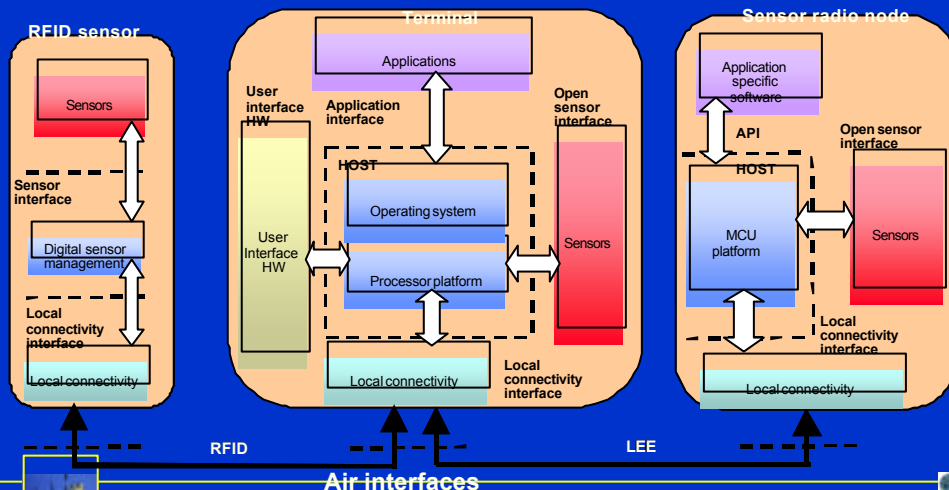 RFID sensor
Sensors
Sensor
interface
Digital sensor
management
Local
connectivity
interface
Local connectivity
Terminal
Applications
User
interface
HW
Application
interface
Open
sensor
interface
HOST
Operating system
User
Interface
HW
Processor platform
Sensors
Local connectivity
Local
connectivity
interface
Sensor radio node
Application
specific
software
API
Open sensor
interface
HOST
MCU
platform
Sensors
Local
connectivity
interface
Local connectivity
RFID
LEE
Air interfaces